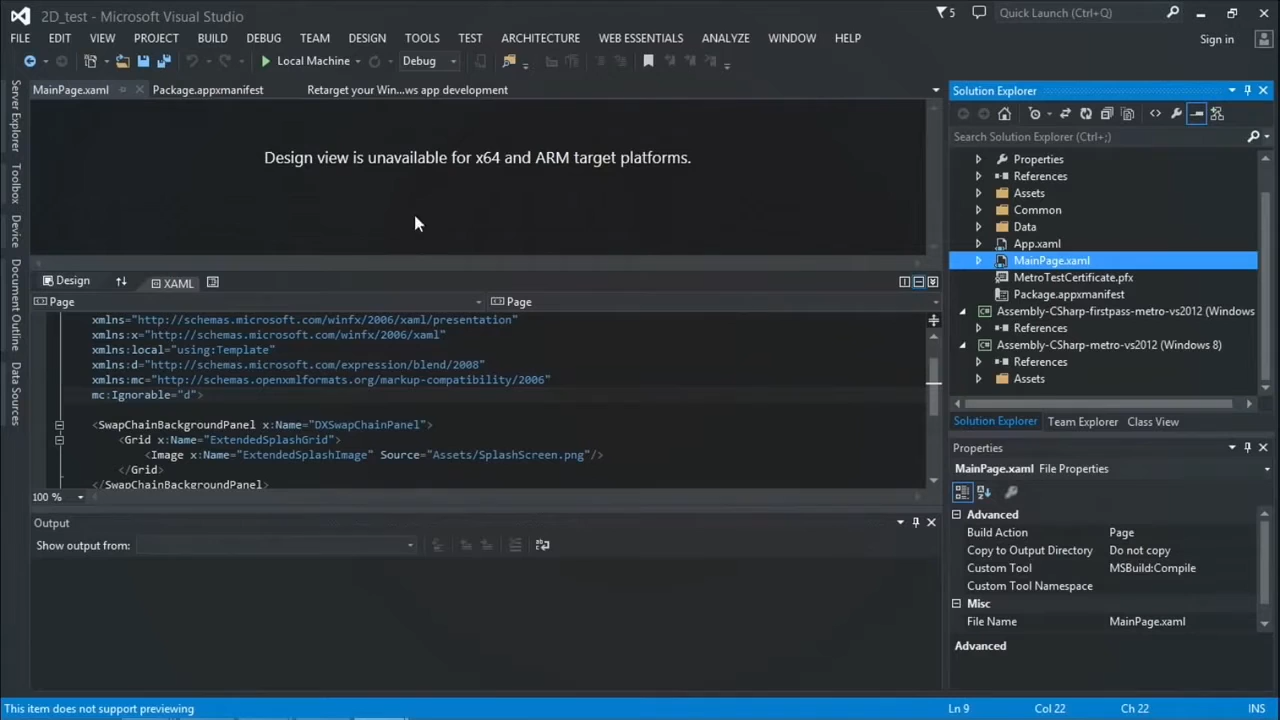 2D_test - Microsoft Visual Studio
5
Quick Launch (Ctrl+Q)
FILE EDIT VIEW PROJECT BUILD DEBUG TEAM DESIGN TOOLS TEST ARCHITECTURE WEB ESSENTIALS ANALYZE WINDOW HELP
Sign in
Local Machine Debug
Server Explorer
Toolbox
Device
Document Outline
Data Sources
MainPage.xaml Package.appxmanifest Retarget your Win...ws app development
Design view is unavailable for x64 and ARM target platforms.
Design XAML
Page Page
xmlns="http://schemas.microsoft.com/winfx/2006/xaml/presentation"
xmlns:x="http://schemas.microsoft.com/winfx/2006/xaml"
xmlns:local="using:Template"
xmlns:d="http://schemas.microsoft.com/expression/blend/2008"
xmlns:mc="http://schemas.openxmlformats.org/markup-compatibility/2006"
mc:Ignorable="d">
<SwapChainBackgroundPanel x:Name="DXSwapChainPanel">
<Grid x:Name="ExtendedSplashGrid">
<Image x:Name="ExtendedSplashImage" Source="Assets/SplashScreen.png"/>
</Grid>
</SwapChainBackgroundPanel>
100 %
Output
Show output from:
Solution Explorer
Search Solution Explorer (Ctrl+;)
Properties
References
Assets
Common
Data
App.xaml
MainPage.xaml
MetroTestCertificate.pfx
Package.appxmanifest
Assembly-CSharp-firstpass-metro-vs2012 (Windows
References
Assembly-CSharp-metro-vs2012 (Windows 8)
References
Assets
Solution Explorer Team Explorer Class View
Properties
MainPage.xaml File Properties
Advanced
Build Action Page
Copy to Output Directory Do not copy
Custom Tool MSBuild:Compile
Custom Tool Namespace
Misc
File Name MainPage.xaml
Advanced
This item does not support previewing
Ln 9 Col 22 Ch 22 INS